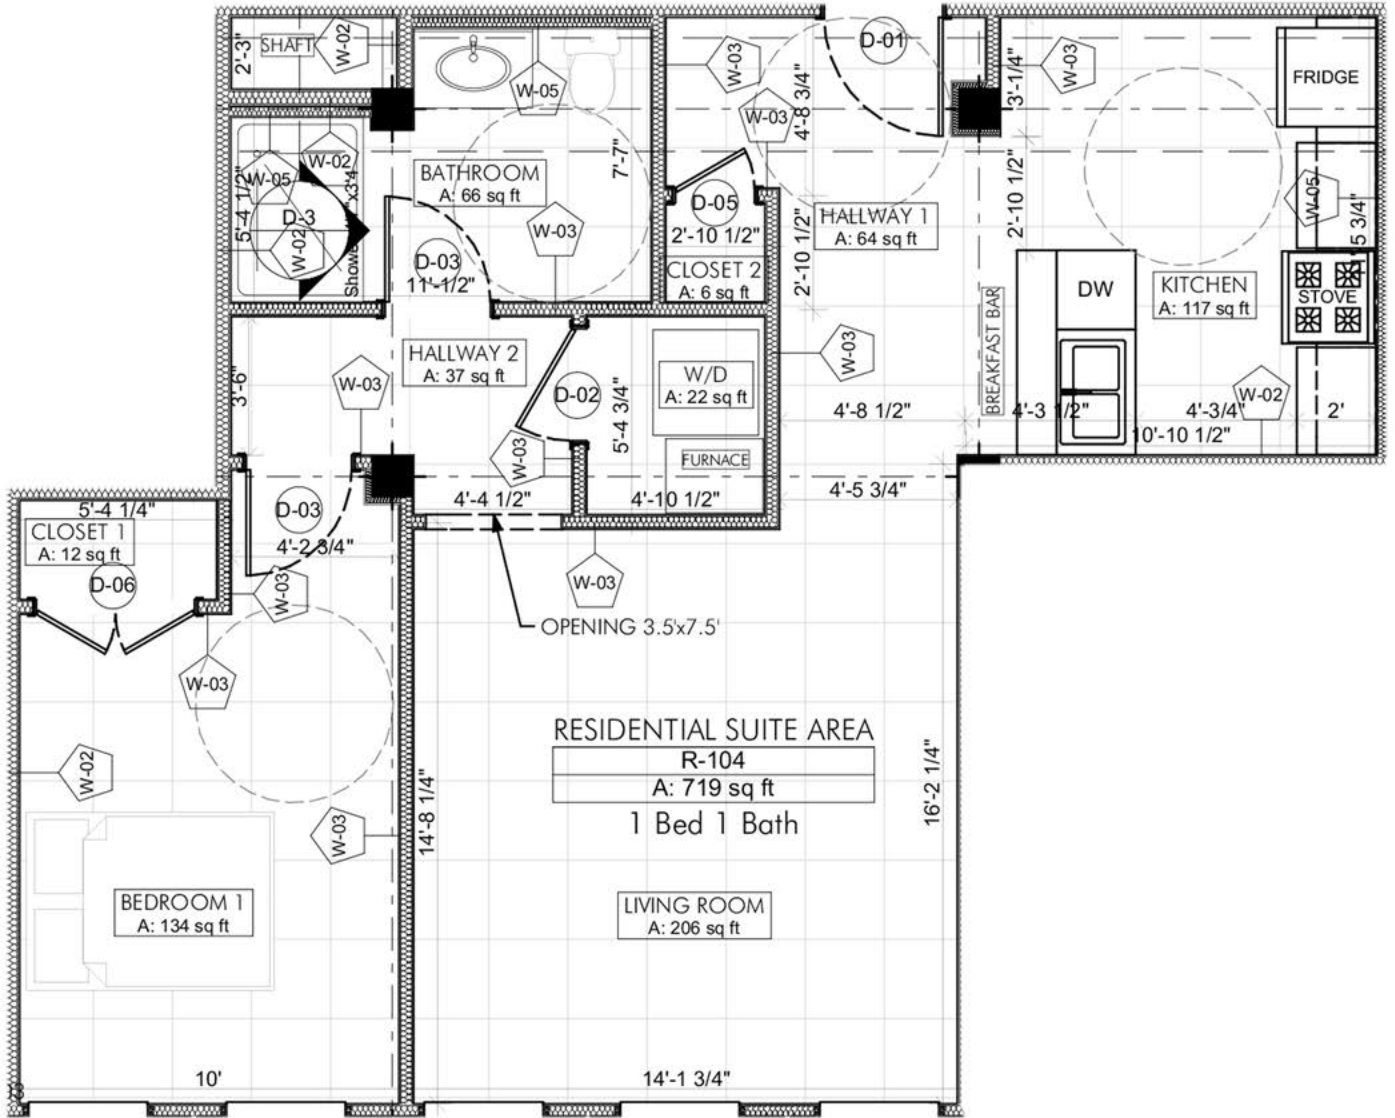 SHAFT
W-02
2'-3"
W-05
W-03
W-03
4'-8 3/4"
D-01
W-03
3'-1/4"
FRIDGE
W-02
W-05
5'-4 1/2"
D-3
W-02
BATHROOM
A: 66 sq ft
7'-7"
W-03
D-03
11'-1/2"
D-05
2'-10 1/2"
CLOSET 2
A: 6 sq ft
2'-10 1/2"
HALLWAY 1
A: 64 sq ft
2'-10 1/2"
W-05
DW
KITCHEN
A: 117 sq ft
STOVE
BREAKFAST BAR
3'-6"
W-03
HALLWAY 2
A: 37 sq ft
D-02
5'-4 3/4"
W/D
A: 22 sq ft
W-03
W-03
FURNACE
4'-8 1/2"
4'-3 1/2"
W-02
4'-3/4"
2'
10'-10 1/2"
5'-4 1/4"
CLOSET 1
A: 12 sq ft
D-06
D-03
4'-2 3/4"
W-03
4'-4 1/2"
4'-10 1/2"
4'-5 3/4"
W-03
OPENING 3.5'x7.5'
W-03
W-02
W-03
14'-8 1/4"
RESIDENTIAL SUITE AREA
R-104
A: 719 sq ft
1 Bed 1 Bath
16'-2 1/4"
BEDROOM 1
A: 134 sq ft
LIVING ROOM
A: 206 sq ft
10'
14'-1 3/4"